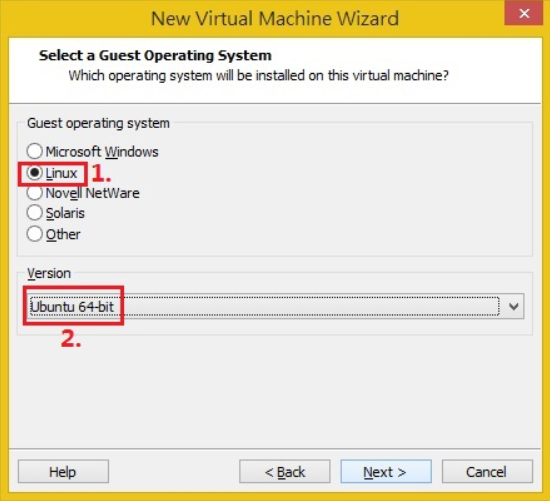 New Virtual Machine Wizard
Select a Guest Operating System
Which operating system will be installed on this virtual machine?
Guest operating system
Microsoft Windows
Linux 1.
Novell NetWare
Solaris
Other
Version
Ubuntu 64-bit
2.
Help < Back Next > Cancel